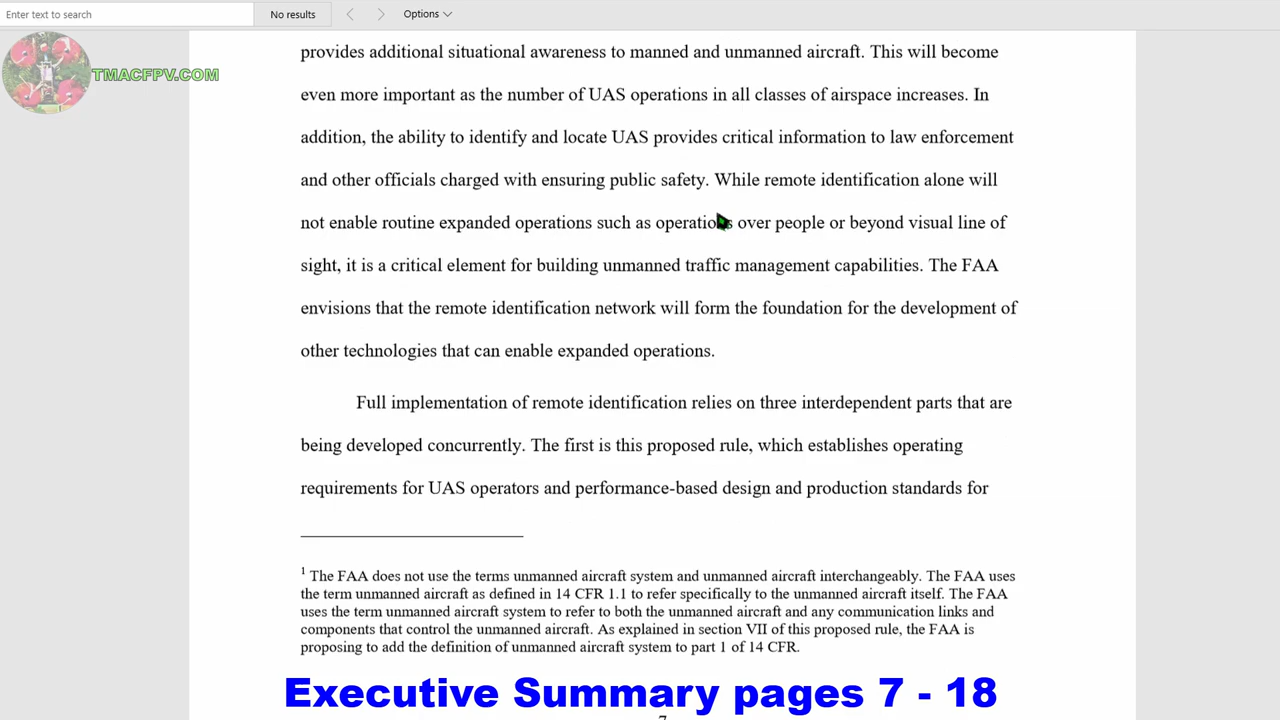 Enter text to search
No results
Options
TMACFPV.COM
provides additional situational awareness to manned and unmanned aircraft. This will become
even more important as the number of UAS operations in all classes of airspace increases. In
addition, the ability to identify and locate UAS provides critical information to law enforcement
and other officials charged with ensuring public safety. While remote identification alone will
not enable routine expanded operations such as operations over people or beyond visual line of
sight, it is a critical element for building unmanned traffic management capabilities. The FAA
envisions that the remote identification network will form the foundation for the development of
other technologies that can enable expanded operations.
Full implementation of remote identification relies on three interdependent parts that are
being developed concurrently. The first is this proposed rule, which establishes operating
requirements for UAS operators and performance-based design and production standards for
1 The FAA does not use the terms unmanned aircraft system and unmanned aircraft interchangeably. The FAA uses
the term unmanned aircraft as defined in 14 CFR 1.1 to refer specifically to the unmanned aircraft itself. The FAA
uses the term unmanned aircraft system to refer to both the unmanned aircraft and any communication links and
components that control the unmanned aircraft. As explained in section VII of this proposed rule, the FAA is
proposing to add the definition of unmanned aircraft system to part 1 of 14 CFR.
Executive Summary pages 7 - 18
7